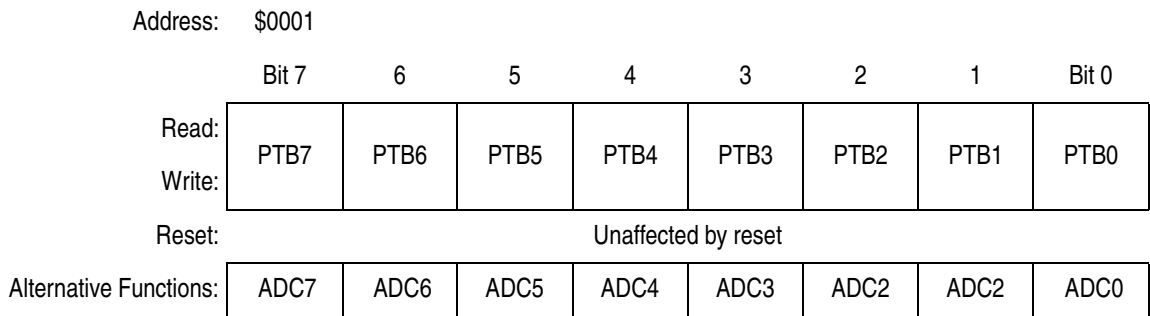 Address: $0001
Bit 7 6 5 4 3 2 1 Bit 0
Read:
PTB7 PTB6 PTB5 PTB4 PTB3 PTB2 PTB1 PTB0
Write:
Reset: Unaffected by reset
Alternative Functions: ADC7 ADC6 ADC5 ADC4 ADC3 ADC2 ADC2 ADC0